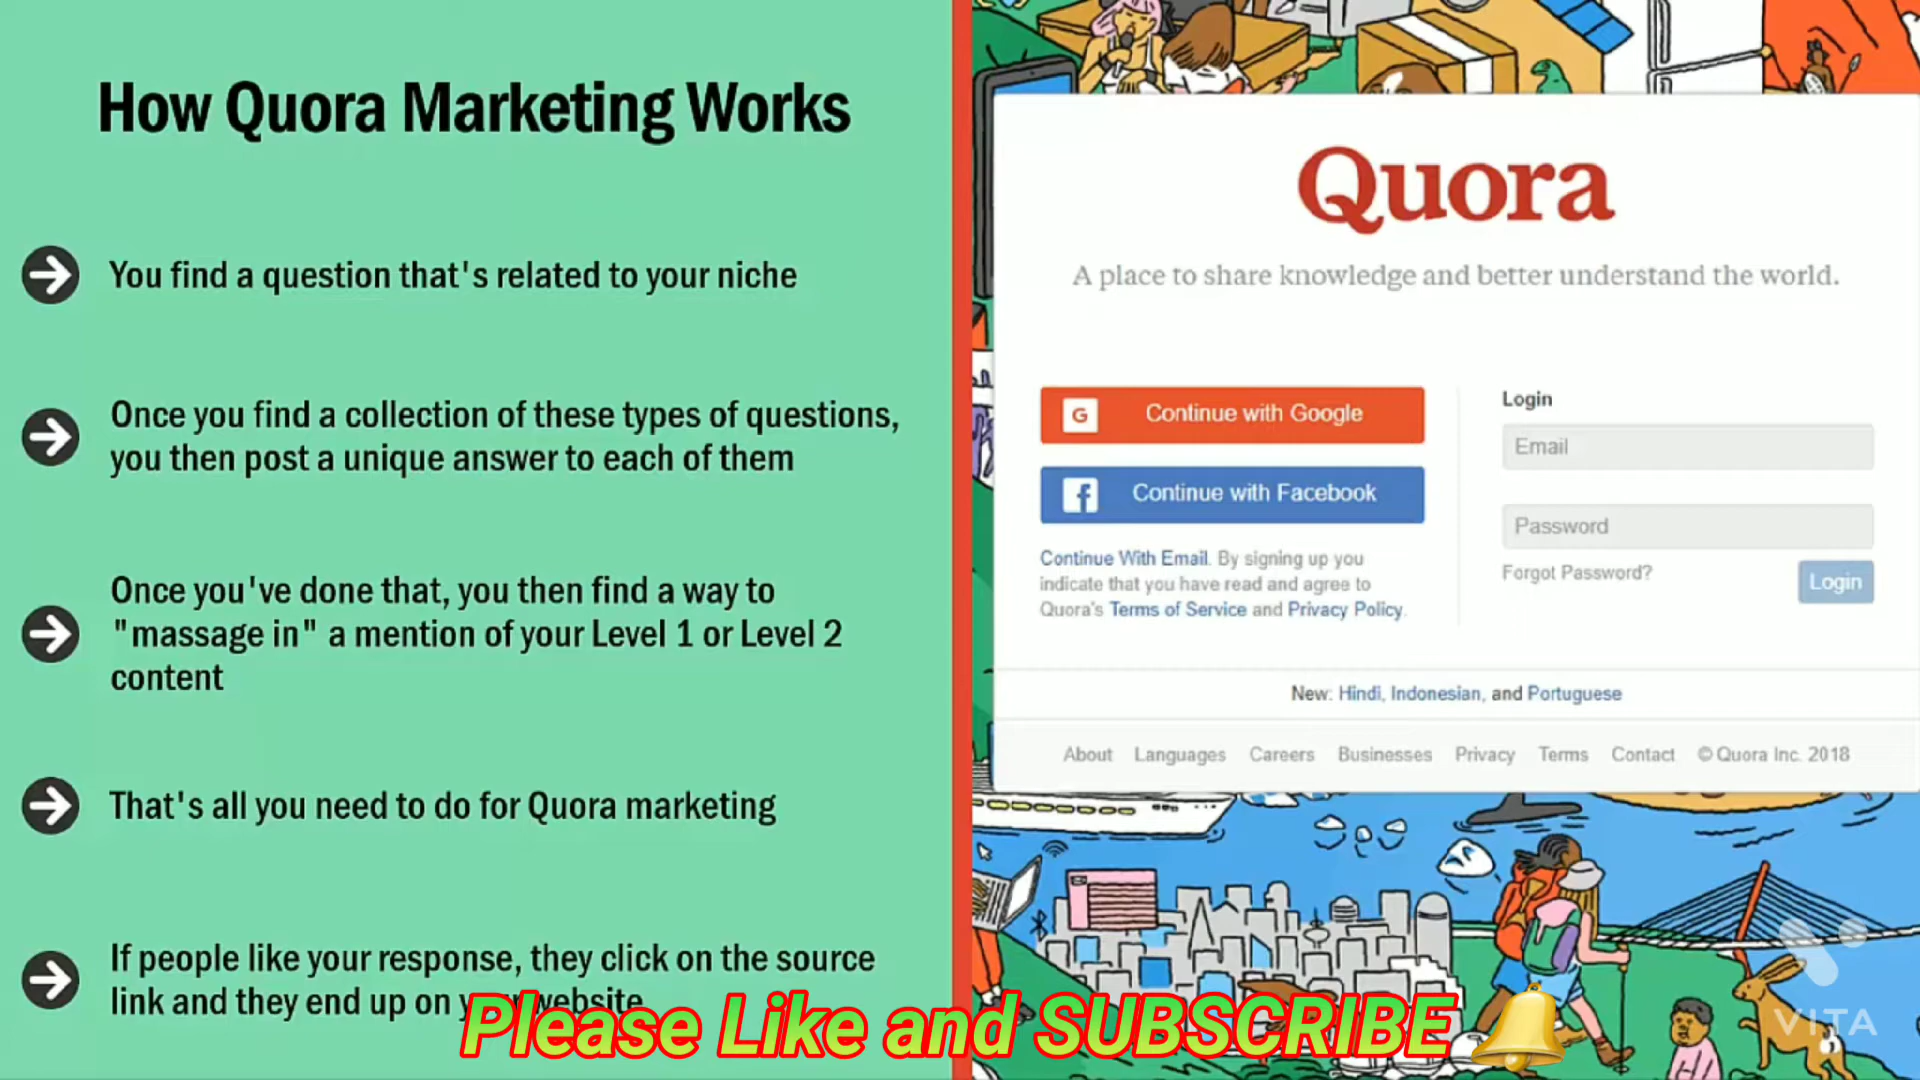 How Quora Marketing Works
You find a question that's related to your niche
Once you find a collection of these types of questions,
you then post a unique answer to each of them
Once you've done that, you then find a way to
"massage in" a mention of your Level 1 or Level 2
content
That's all you need to do for Quora marketing
If people like your response, they click on the source
link and they end up on your website
Quora
A place to share knowledge and better understand the world.
G Continue with Google
f Continue with Facebook
Continue With Email. By signing up you
indicate that you have read and agree to
Quora's Terms of Service and Privacy Policy.
Login
Email
Password
Forgot Password?
Login
New: Hindi, Indonesian, and Portuguese
About Languages Careers Businesses Privacy Terms Contact © Quora Inc. 2018
Please Like and SUBSCRIBE
VITA